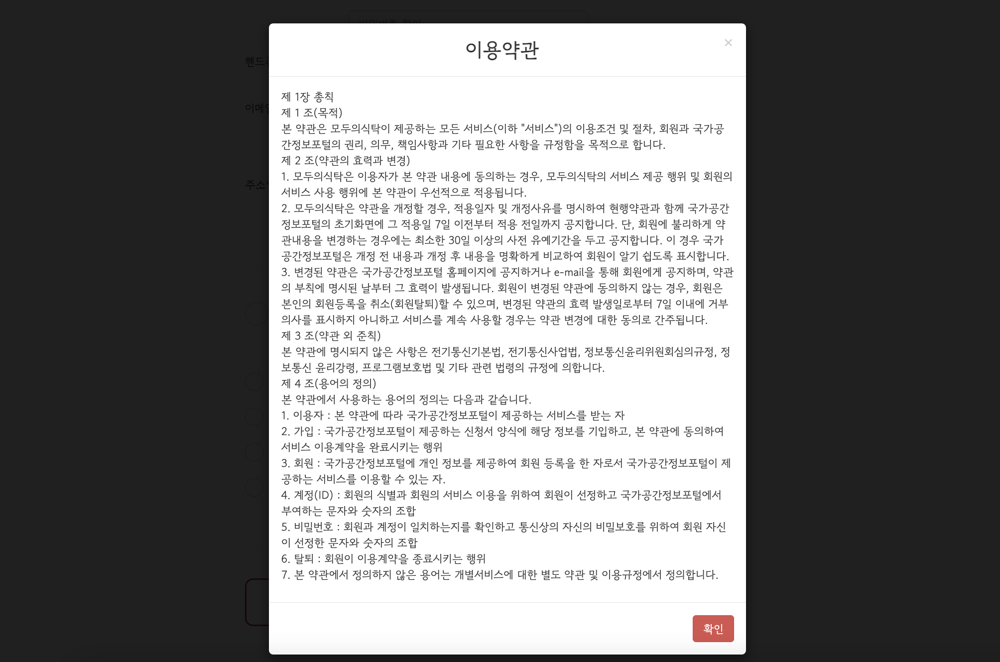 이용약관
×
제 1장 총칙
제 1 조(목적)
본 약관은 모두의식탁이 제공하는 모든 서비스(이하 "서비스")의 이용조건 및 절차, 회원과 국가공
간정보포털의 권리, 의무, 책임사항과 기타 필요한 사항을 규정함을 목적으로 합니다.
제 2 조(약관의 효력과 변경)
1. 모두의식탁은 이용자가 본 약관 내용에 동의하는 경우, 모두의식탁의 서비스 제공 행위 및 회원의
서비스 사용 행위에 본 약관이 우선적으로 적용됩니다.
2. 모두의식탁은 약관을 개정할 경우, 적용일자 및 개정사유를 명시하여 현행약관과 함께 국가공간
정보포털의 초기화면에 그 적용일 7일 이전부터 적용 전일까지 공지합니다. 단, 회원에 불리하게 약
관내용을 변경하는 경우에는 최소한 30일 이상의 사전 유예기간을 두고 공지합니다. 이 경우 국가
공간정보포털은 개정 전 내용과 개정 후 내용을 명확하게 비교하여 회원이 알기 쉽도록 표시합니다.
3. 변경된 약관은 국가공간정보포털 홈페이지에 공지하거나 e-mail을 통해 회원에게 공지하며, 약관
의 부칙에 명시된 날부터 그 효력이 발생됩니다. 회원이 변경된 약관에 동의하지 않는 경우, 회원은
본인의 회원등록을 취소(회원탈퇴)할 수 있으며, 변경된 약관의 효력 발생일로부터 7일 이내에 거부
의사를 표시하지 아니하고 서비스를 계속 사용할 경우는 약관 변경에 대한 동의로 간주됩니다.
제 3 조(약관 외 준칙)
본 약관에 명시되지 않은 사항은 전기통신기본법, 전기통신사업법, 정보통신윤리위원회심의규정, 정
보통신 윤리강령, 프로그램보호법 및 기타 관련 법령의 규정에 의합니다.
제 4 조(용어의 정의)
본 약관에서 사용하는 용어의 정의는 다음과 같습니다.
1. 이용자 : 본 약관에 따라 국가공간정보포털이 제공하는 서비스를 받는 자
2. 가입 : 국가공간정보포털이 제공하는 신청서 양식에 해당 정보를 기입하고, 본 약관에 동의하여
서비스 이용계약을 완료시키는 행위
3. 회원 : 국가공간정보포털에 개인 정보를 제공하여 회원 등록을 한 자로서 국가공간정보포털이 제
공하는 서비스를 이용할 수 있는 자.
4. 계정(ID) : 회원의 식별과 회원의 서비스 이용을 위하여 회원이 선정하고 국가공간정보포털에서
부여하는 문자와 숫자의 조합
5. 비밀번호 : 회원과 계정이 일치하는지를 확인하고 통신상의 자신의 비밀보호를 위하여 회원 자신
이 선정한 문자와 숫자의 조합
6. 탈퇴 : 회원이 이용계약을 종료시키는 행위
7. 본 약관에서 정의하지 않은 용어는 개별서비스에 대한 별도 약관 및 이용규정에서 정의합니다.
확인